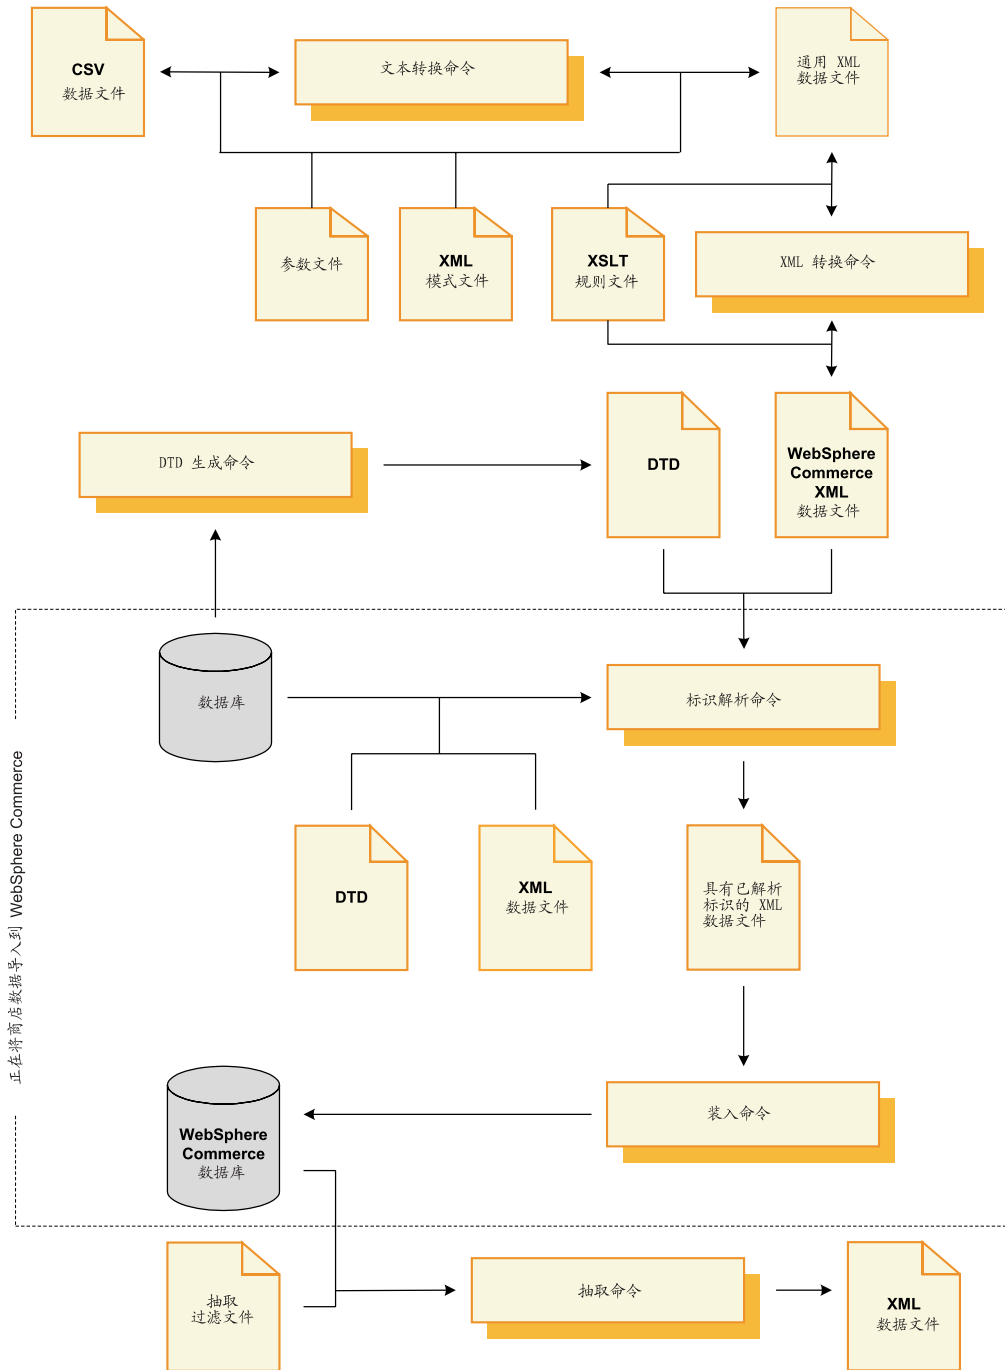 CSV
数据文件
文本转换命令
通用 XML
数据文件
参数文件
XML
模式文件
XSLT
规则文件
XML 转换命令
DTD 生成命令
DTD
WebSphere
Commerce
XML
数据文件
数据库
标识解析命令
DTD
XML
数据文件
具有已解析
标识的 XML
数据文件
正在将商店数据导入到 WebSphere Commerce
WebSphere
Commerce
数据库
装入命令
抽取
过滤文件
抽取命令
XML
数据文件